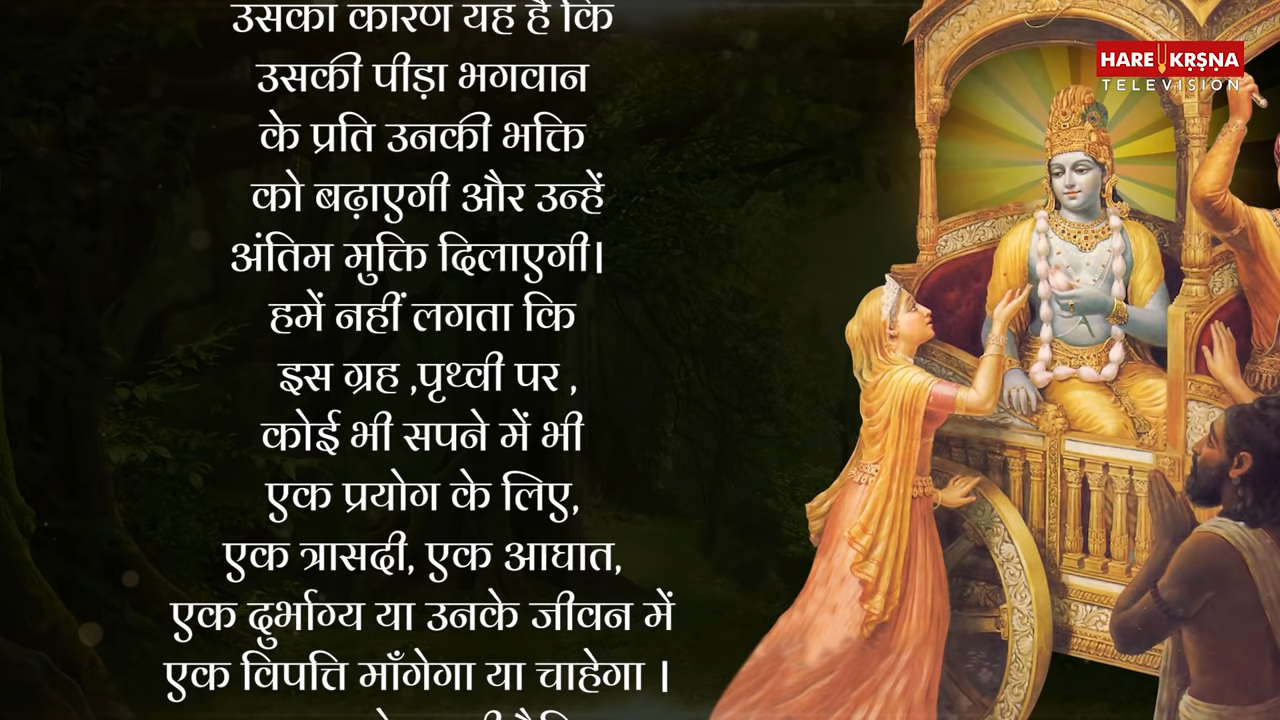 उसका कारण यह है कि
उसकी पीड़ा भगवान
के प्रति उनकी भक्ति
को बढ़ाएगी और उन्हें
अंतिम मुक्ति दिलाएगी।
हमें नहीं लगता कि
इस ग्रह ,पृथ्वी पर ,
कोई भी सपने में भी
एक प्रयोग के लिए,
एक त्रासदी, एक आघात,
एक दुर्भाग्य या उनके जीवन में
एक विपत्ति माँगेगा या चाहेगा ।
HARE KṚṢṆA
TELEVISION